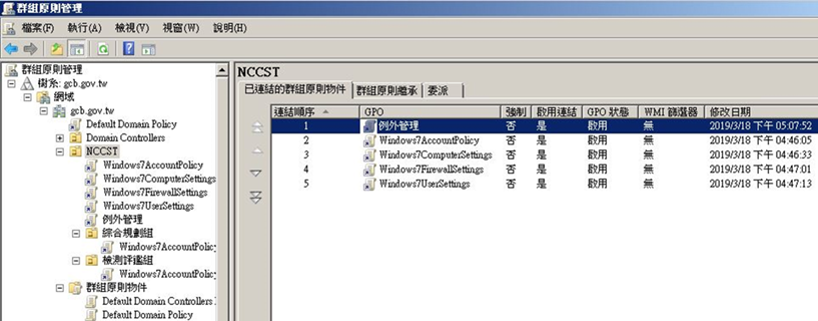 群組原則管理
檔案(F) 執行(A) 檢視(V) 視窗(W) 說明(H)
群組原則管理
樹系: gcb.gov.tw
網域
gcb.gov.tw
Default Domain Policy
Domain Controllers
NCCST
Windows7AccountPolicy
Windows7ComputerSettings
Windows7FirewallSettings
Windows7UserSettings
例外管理
綜合規劃組
Windows7AccountPolicy
檢測評鑑組
Windows7AccountPolicy
群組原則物件
Default Domain Controllers
Default Domain Policy
NCCST
已連結的群組原則物件 群組原則繼承 委派
連結順序 GPO 強制 啟用連結 GPO 狀態 WMI 篩選器 修改日期
1 例外管理 否 是 啟用 無 2019/3/18 下午 05:07:52
2 Windows7AccountPolicy 否 是 啟用 無 2019/3/18 下午 04:46:05
3 Windows7ComputerSettings 否 是 啟用 無 2019/3/18 下午 04:46:33
4 Windows7FirewallSettings 否 是 啟用 無 2019/3/18 下午 04:47:01
5 Windows7UserSettings 否 是 啟用 無 2019/3/18 下午 04:47:13